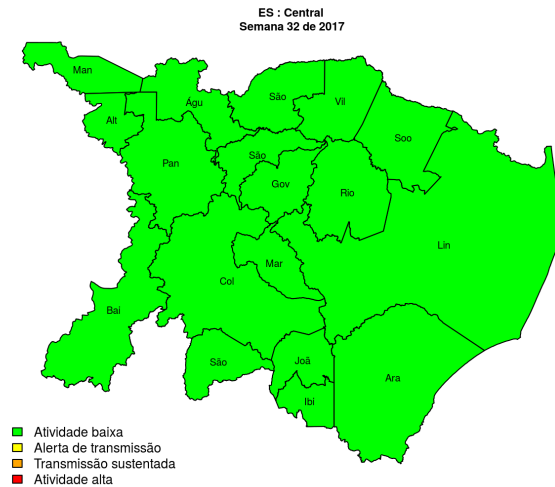 ES : Central
Semana 32 de 2017
Man
Águ
São
Vil
Alt
Soo
Pan
São
Gov
Rio
Lin
Mar
Col
Bai
São
Joã
Ara
Ibi
Atividade baixa
Alerta de transmissão
Transmissão sustentada
Atividade alta